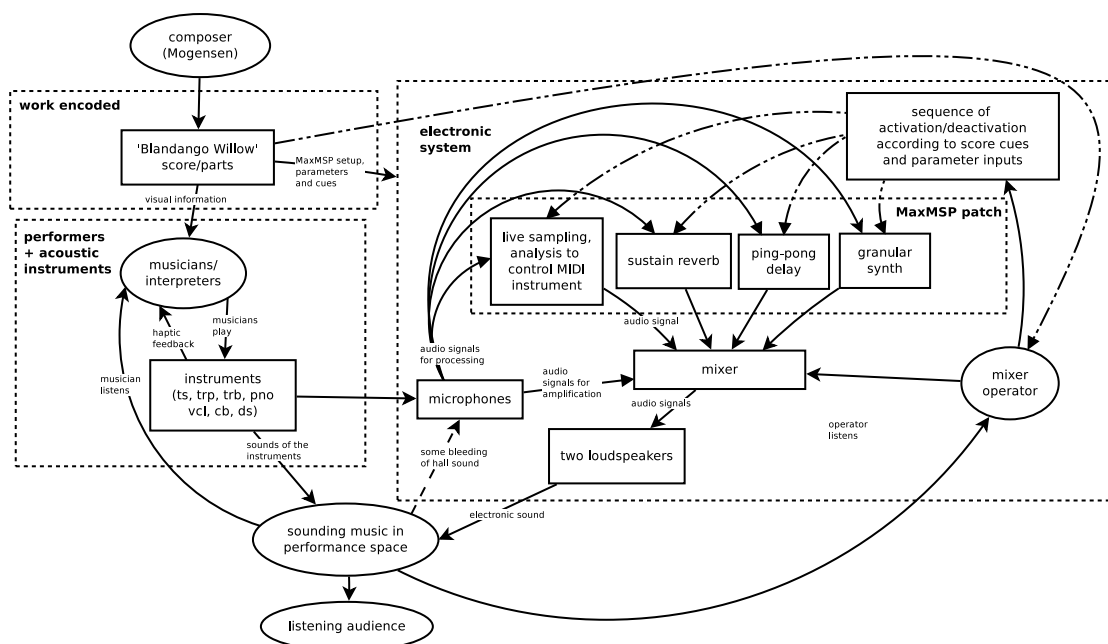 composer
(Mogensen)
work encoded
'Blandango Willow'
score/parts
MaxMSP setup,
parameters
and cues
visual information
electronic
system
sequence of
activation/deactivation
according to score cues
and parameter inputs
MaxMSP patch
performers
+ acoustic
instruments
musicians/
interpreters
live sampling,
analysis to
control MIDI
instrument
sustain reverb
ping-pong
delay
granular
synth
haptic
feedback
musicians
play
audio signal
musician
listens
instruments
(ts, trp, trb, pno
vcl, cb, ds)
audio signals
for processing
microphones
audio
signals for
amplification
mixer
mixer
operator
audio signals
operator
listens
sounds of the
instruments
some bleeding
of hall sound
two loudspeakers
electronic sound
sounding music in
performance space
listening audience